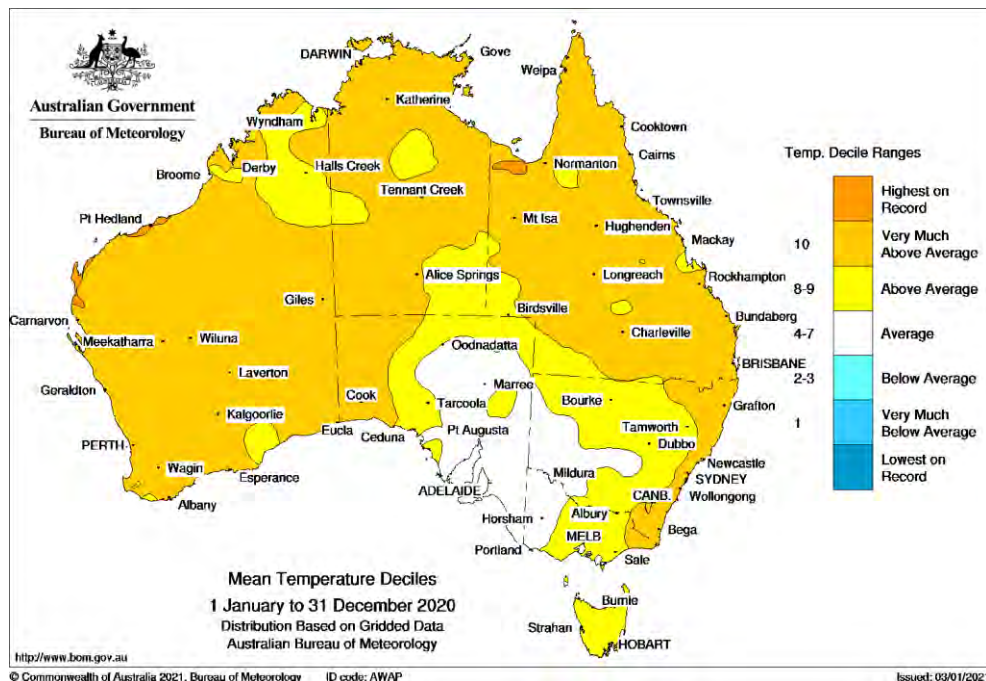 Australian Government
Bureau of Meteorology
DARWIN
Gove
Weipa
Katherine
Wyndham
Cooktown
Cairns
Broome
Derby
Halls Creek
Normanton
Tennant Creek
Townsville
Pt Hedland
Mt Isa
Hughenden
Mackay
Alice Springs
Longreach
Rockhampton
Giles
Birdsville
Bundaberg
Carnarvon
Meekatharra
Wiluna
Charleville
Oodnadatta
BRISBANE
Laverton
Marree
Geraldton
Cook
Tarcoola
Bourke
Grafton
Kalgoorlie
Tamworth
Eucla
Ceduna
Pt Augusta
Dubbo
PERTH
Newcastle
Wagin
Esperance
Mildura
SYDNEY
ADELAIDE
CANB.
Wollongong
Albany
Horsham
Albury
Bega
MELB
Portland
Sale
Burnie
Strahan
HOBART
Temp. Decile Ranges
Highest on
Record
10
Very Much
Above Average
8-9
Above Average
4-7
Average
2-3
Below Average
1
Very Much
Below Average
Lowest on
Record
Mean Temperature Deciles
1 January to 31 December 2020
Distribution Based on Gridded Data
Australian Bureau of Meteorology
http://www.bom.gov.au
© Commonwealth of Australia 2021, Bureau of Meteorology
ID code: AWAP
Issued: 03/01/2021